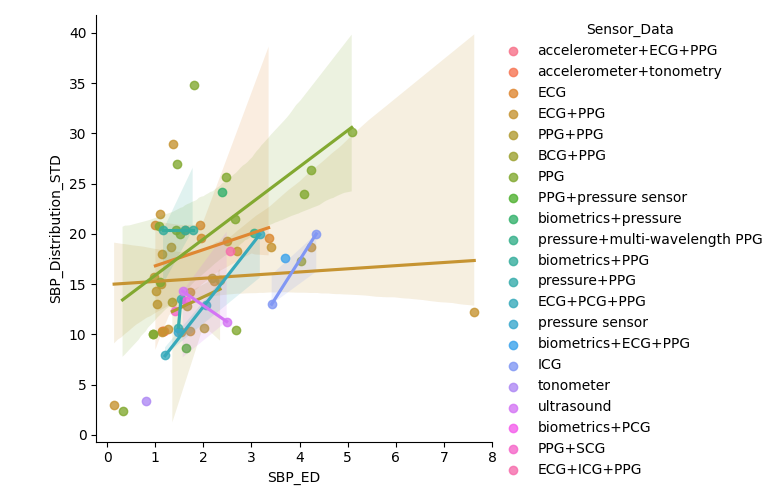 SBP_Distribution_STD
40
35
30
25
20
15
10
5
0
0 1 2 3 4 5 6 7 8
SBP_ED
Sensor_Data
accelerometer+ECG+PPG
accelerometer+tonometry
ECG
ECG+PPG
PPG+PPG
BCG+PPG
PPG
PPG+pressure sensor
biometrics+pressure
pressure+multi-wavelength PPG
biometrics+PPG
pressure+PPG
ECG+PCG+PPG
pressure sensor
biometrics+ECG+PPG
ICG
tonometer
ultrasound
biometrics+PCG
PPG+SCG
ECG+ICG+PPG